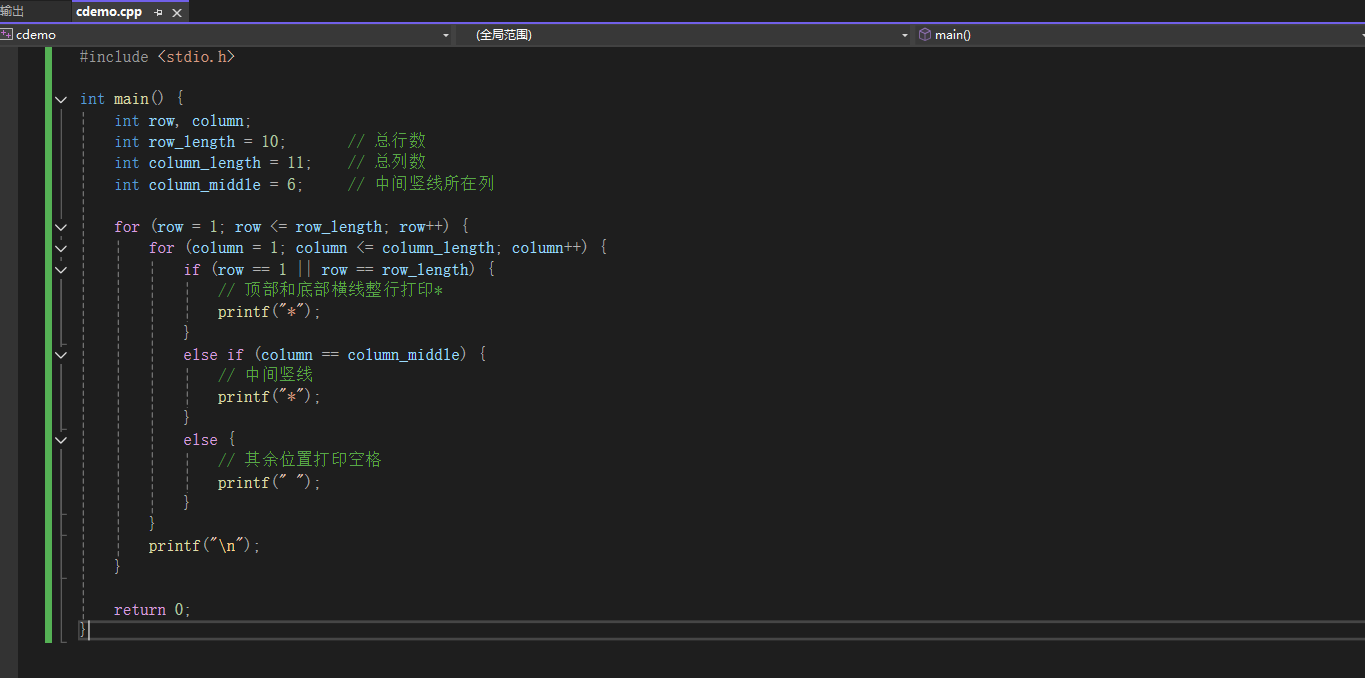 输出
cdemo.cpp
cdemo (全局范围) main()
#include <stdio.h>
int main() {
int row, column;
int row_length = 10; // 总行数
int column_length = 11; // 总列数
int column_middle = 6; // 中间竖线所在列
for (row = 1; row <= row_length; row++) {
for (column = 1; column <= column_length; column++) {
if (row == 1 || row == row_length) {
// 顶部和底部横线整行打印*
printf("*");
}
else if (column == column_middle) {
// 中间竖线
printf("*");
}
else {
// 其余位置打印空格
printf(" ");
}
}
printf("\n");
}
return 0;
}